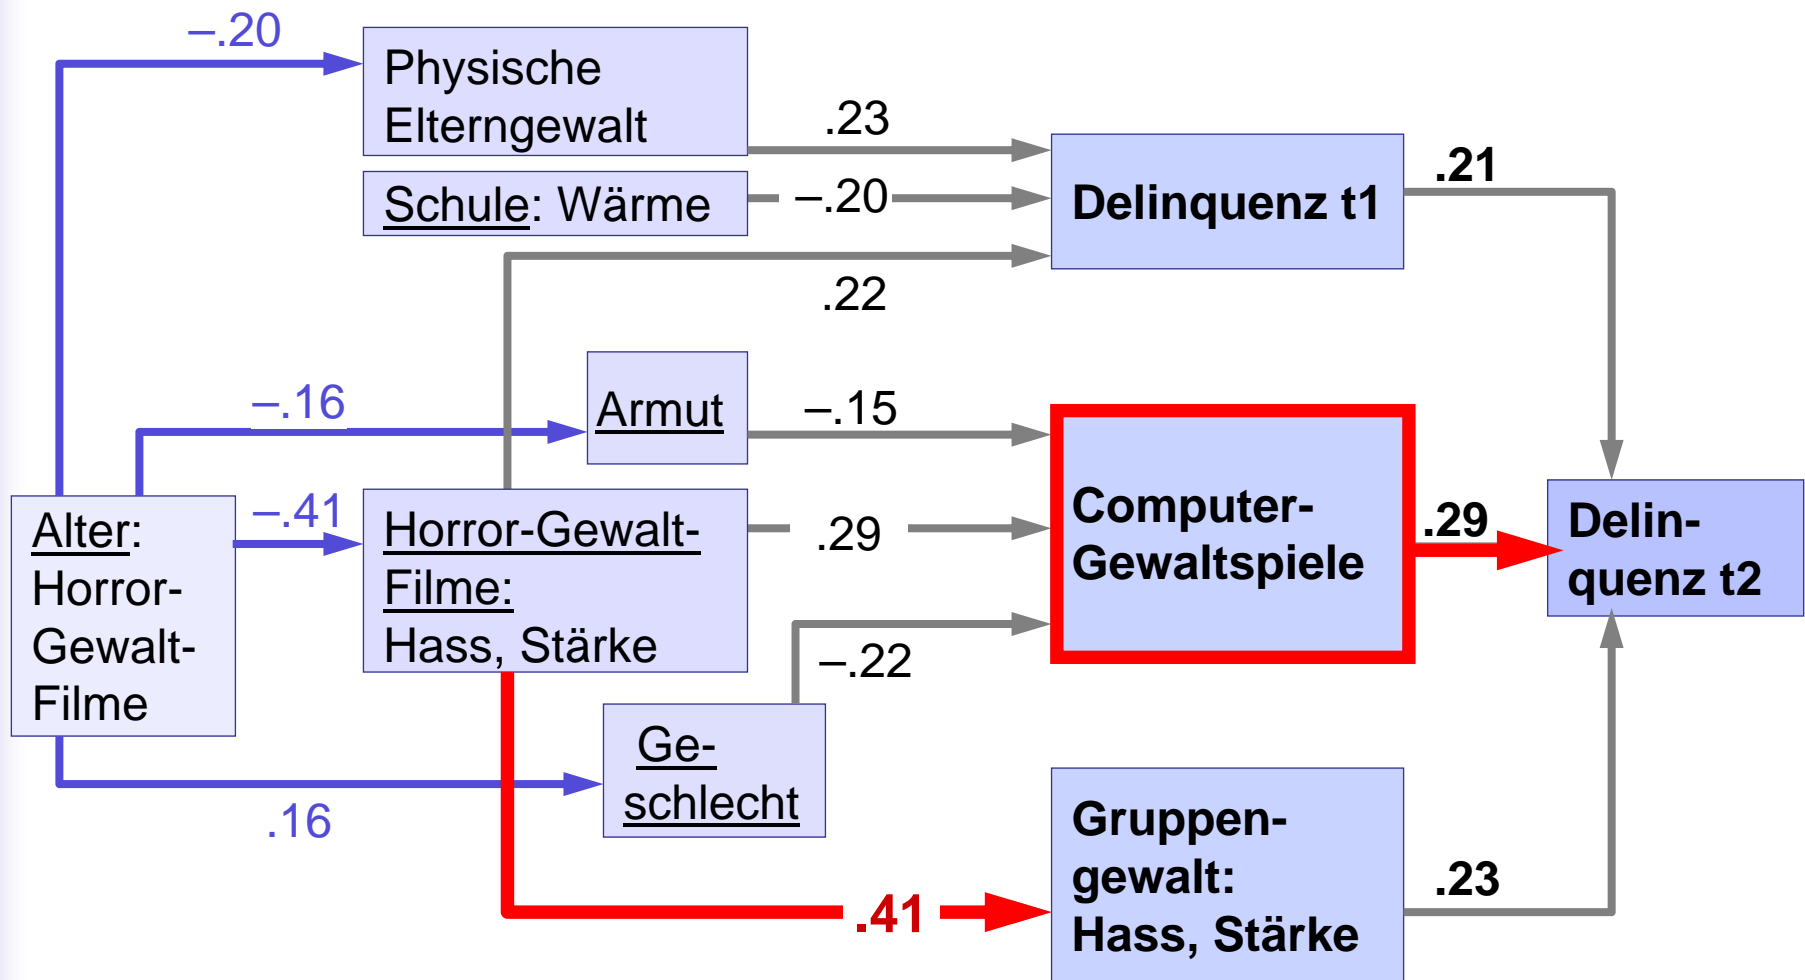 –.20
Physische
Elterngewalt
.23
Schule: Wärme
–.20
Delinquenz t1
.21
.22
–.16
Armut
–.15
Alter:
Horror-
Gewalt-
Filme
–.41
Horror-Gewalt-
Filme:
Hass, Stärke
.29
Computer-
Gewaltspiele
.29
Delin-
quenz t2
–.22
Ge-
schlecht
.16
.41
Gruppen-
gewalt:
Hass, Stärke
.23